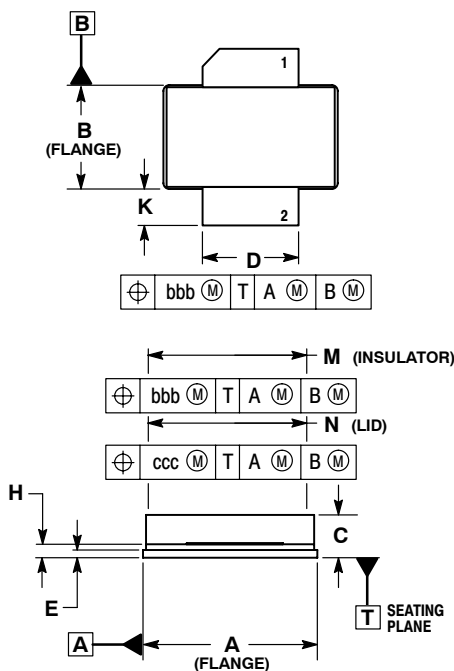 B
1
B
(FLANGE)
K
2
D
⌖ bbb Ⓜ T A Ⓜ B Ⓜ
M (INSULATOR)
⌖ bbb Ⓜ T A Ⓜ B Ⓜ
N (LID)
⌖ ccc Ⓜ T A Ⓜ B Ⓜ
H
C
E
T SEATING
PLANE
A
A
(FLANGE)